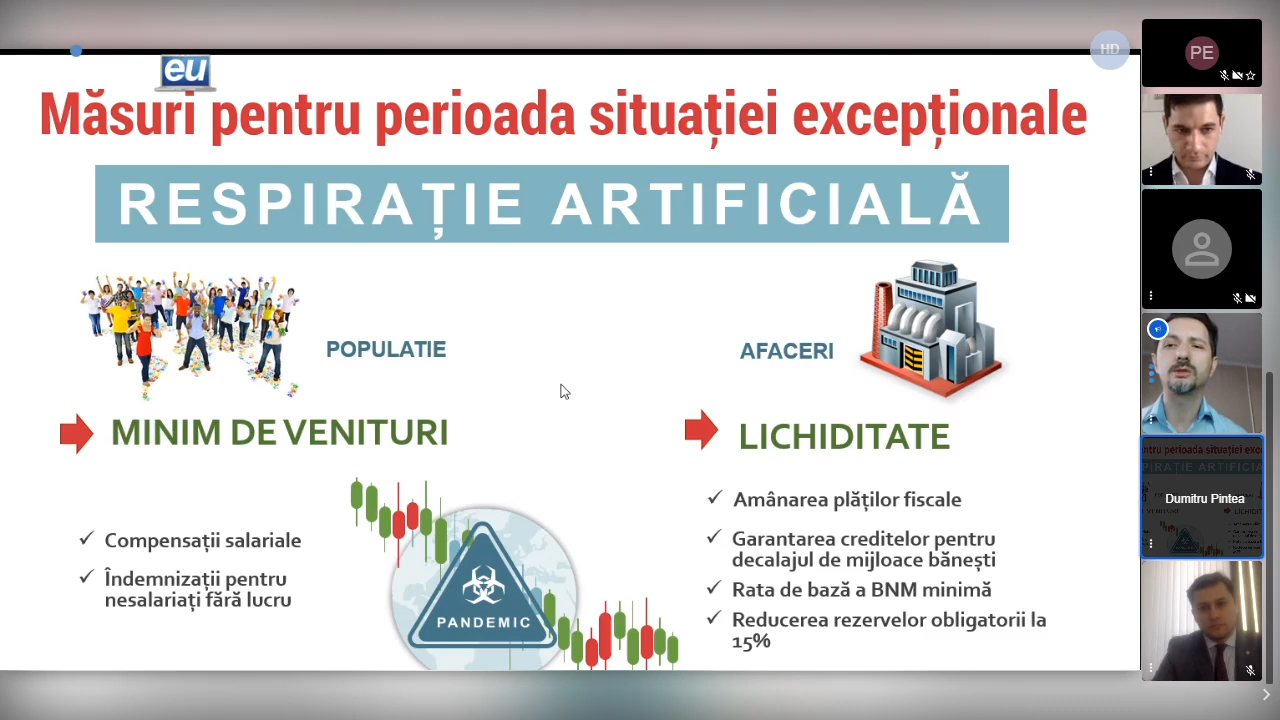 eu
HD
PE
Măsuri pentru perioada situației excepționale
RESPIRAȚIE ARTIFICIALĂ
POPULATIE
AFACERI
MINIM DE VENITURI
LICHIDITATE
Compensații salariale
Îndemnizații pentru
nesalariați fără lucru
PANDEMIC
Amânarea plăților fiscale
Garantarea creditelor pentru
decalajul de mijloace bănești
Rata de bază a BNM minimă
Reducerea rezervelor obligatorii la
15%
Dumitru Pintea